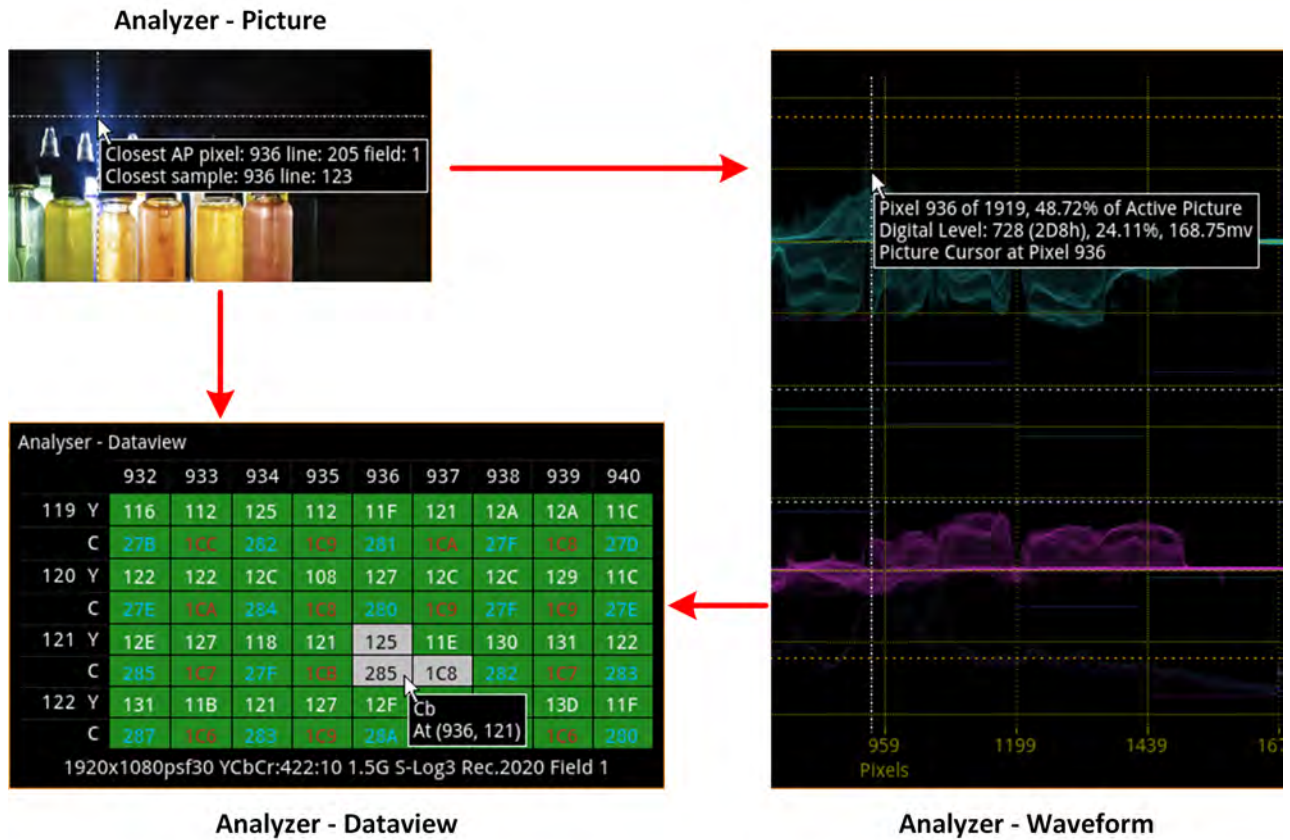 Analyzer - Picture
Closest AP pixel: 936 line: 205 field: 1
Closest sample: 936 line: 123
Pixel 936 of 1919, 48.72% of Active Picture
Digital Level: 728 (2D8h), 24.11%, 168.75mv
Picture Cursor at Pixel 936
959 1199 1439
Pixels
Analyser - Dataview
932 933 934 935 936 937 938 939 940
119 Y 116 112 125 112 11F 121 12A 12A 11C
C 27B 1CC 282 1C9 281 1CA 27F 1C8 27D
120 Y 122 122 12C 108 127 12C 12C 129 11C
C 27E 1CA 284 1C8 280 1C9 27F 1C9 27E
121 Y 12E 127 118 121 125 11E 130 131 122
C 285 1C7 27F 1C8 285 1C8 282 1C7 283
122 Y 131 11B 121 127 12F 13D 11F
C 287 1C6 283 1C9 28A 1C6 280
Cb
At (936, 121)
1920x1080psf30 YCbCr:422:10 1.5G S-Log3 Rec.2020 Field 1
Analyzer - Dataview
Analyzer - Waveform